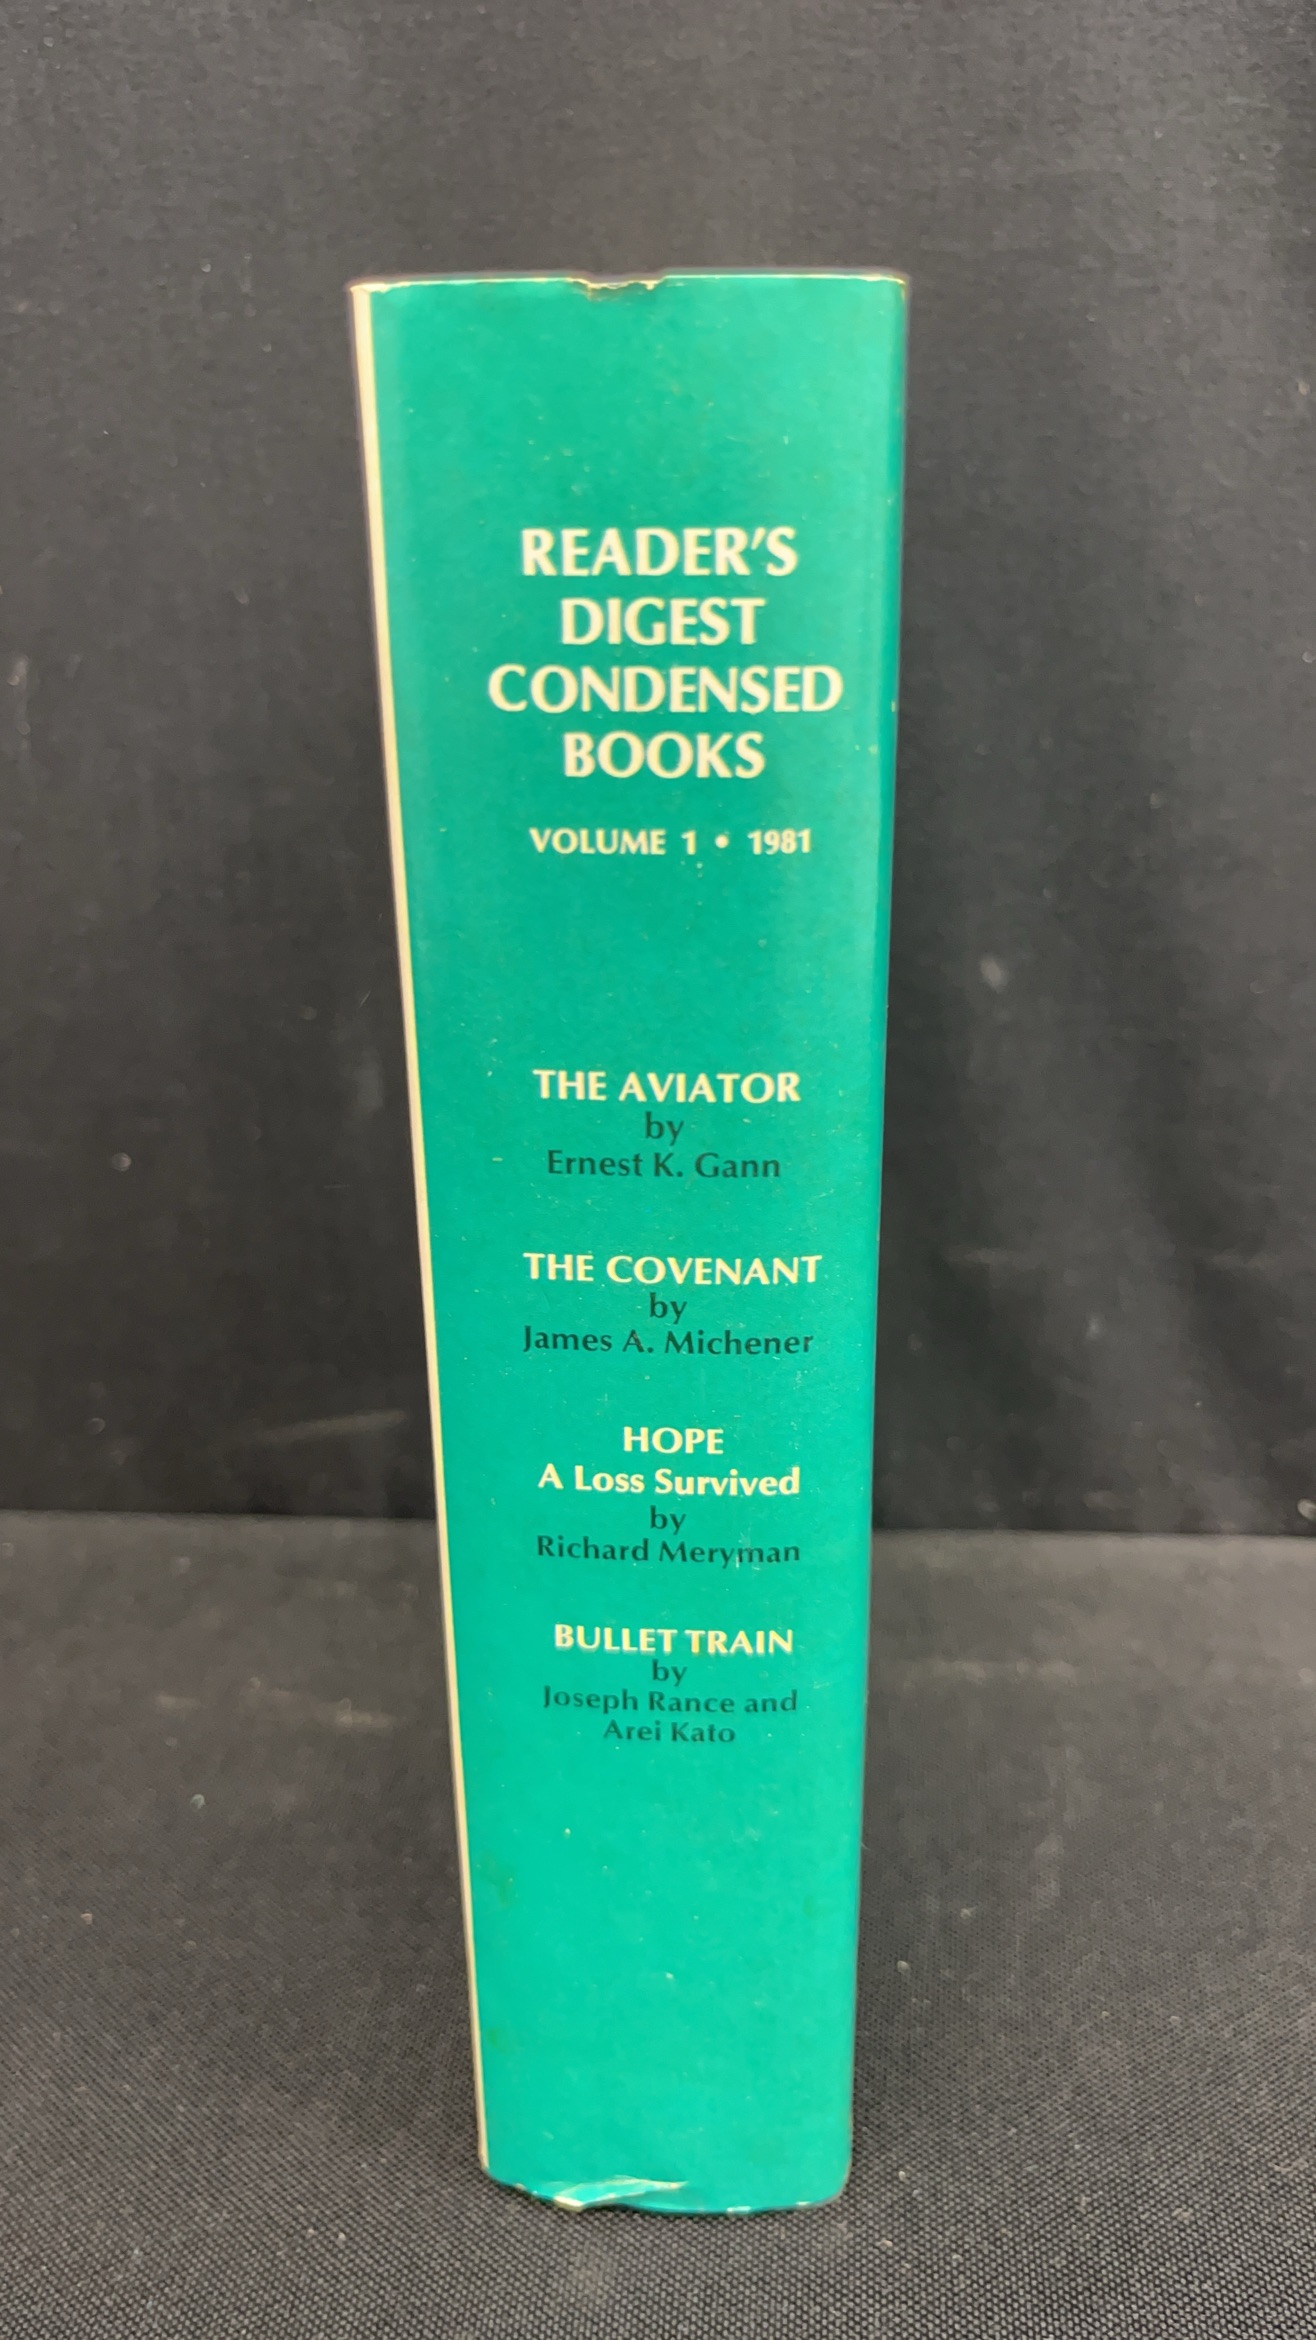 READER'S
DIGEST
CONDENSED
BOOKS
VOLUME 1 • 1981
THE AVIATOR
by
Ernest K. Gann
THE COVENANT
by
James A. Michener
HOPE
A Loss Survived
by
Richard Meryman
BULLET TRAIN
by
Joseph Rance and
Arei Kato